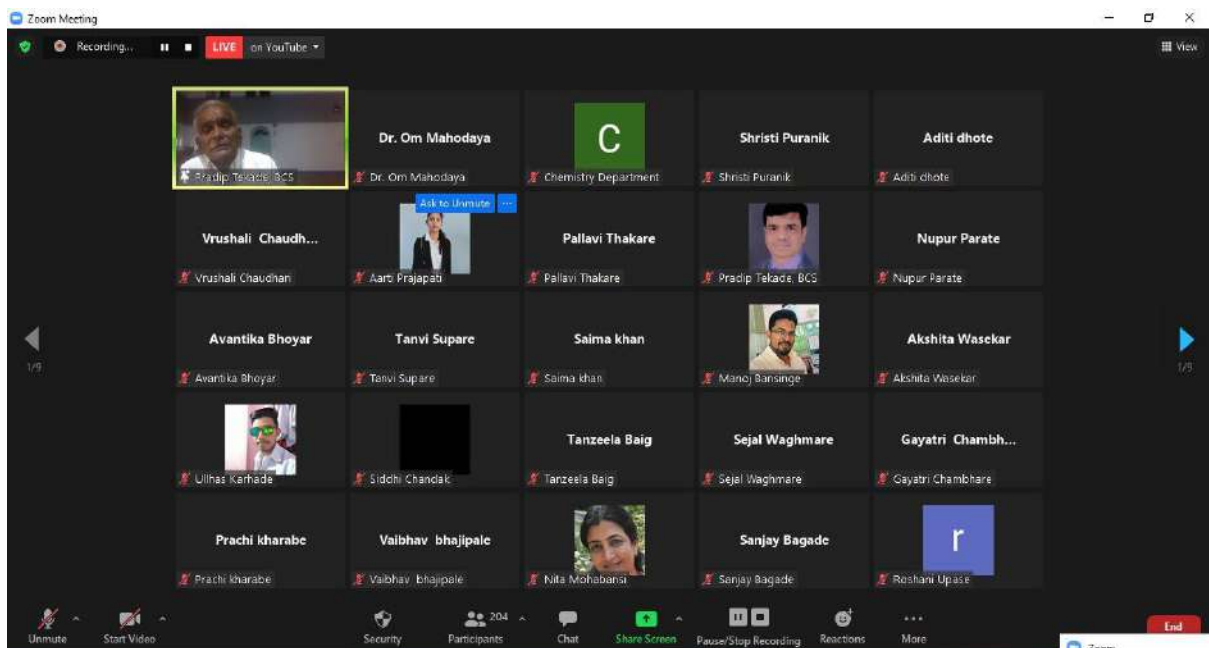 Zoom Meeting
Recording...
LIVE on YouTube
View
Pradip Tekade, BCS
Dr. Om Mahodaya
Dr. Om Mahodaya
C
Chemistry Department
Shristi Puranik
Shristi Puranik
Aditi dhote
Aditi dhote
Vrushali Chaudh...
Vrushali Chaudhari
Ask to Unmute ...
Aarti Prajapati
Pallavi Thakare
Pallavi Thakare
Pradip Tekade, BCS
Nupur Parate
Nupur Parate
Avantika Bhoyar
Avantika Bhoyar
Tanvi Supare
Tanvi Supare
Saima khan
Saima khan
Manoj Bansinge
Akshita Wasekar
Akshita Wasekar
1/9
1/9
Ullhas Karhade
Siddhi Chandak
Tanzeela Baig
Tanzeela Baig
Sejal Waghmare
Sejal Waghmare
Gayatri Chambh...
Gayatri Chambhare
Prachi kharabe
Prachi kharabe
Vaibhav bhajipale
Vaibhav bhajipale
Nita Mohabansi
Sanjay Bagade
Sanjay Bagade
r
Roshani Upase
Unmute
Start Video
Security
204
Participants
Chat
Share Screen
Pause/Stop Recording
Reactions
More
End
Zoom